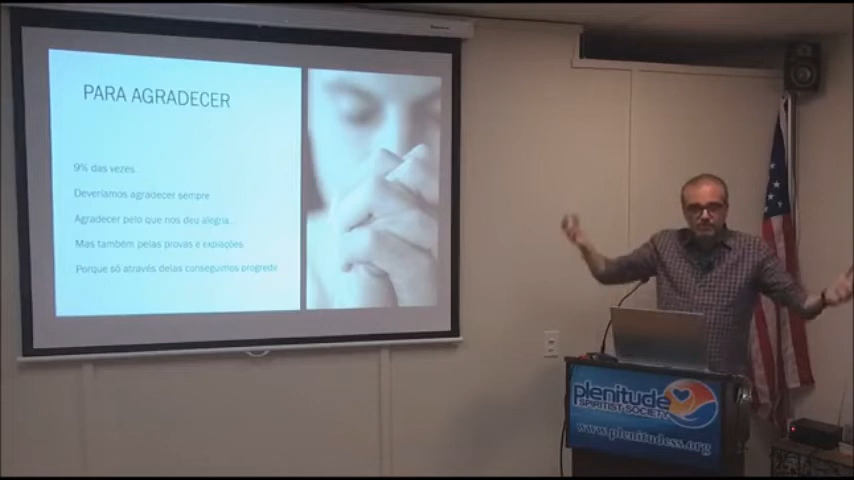 PARA AGRADECER
9% das vezes.
Deveríamos agradecer sempre
Agradecer pelo que nos deu alegria...
Mas também pelas provas e expiações
Porque só através delas conseguimos progredir
plenitude
SPIRITIST SOCIETY
www.plenitudess.org